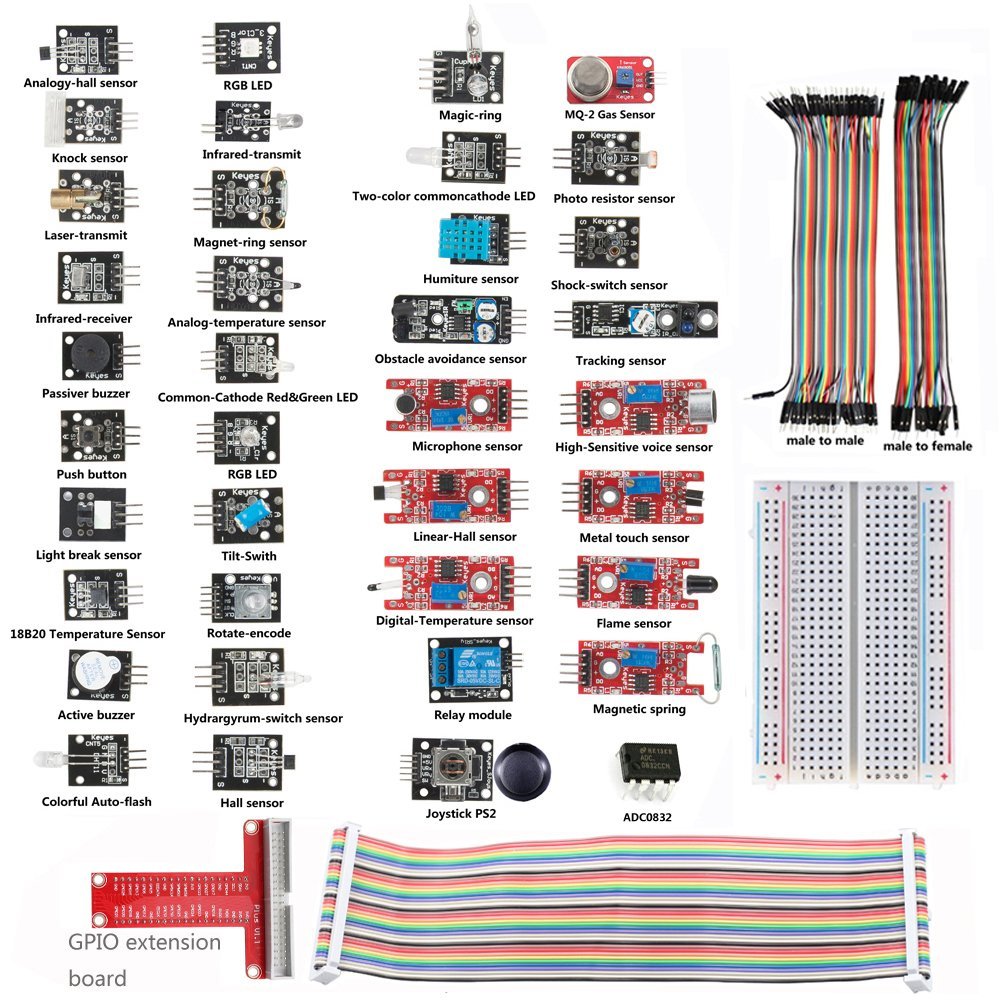 Analogy-hall sensor
RGB LED
Magic-ring
MQ-2 Gas Sensor
Knock sensor
Infrared-transmit
Two-color commoncathode LED
Photo resistor sensor
Laser-transmit
Magnet-ring sensor
Humiture sensor
Shock-switch sensor
Infrared-receiver
Analog-temperature sensor
Obstacle avoidance sensor
Tracking sensor
Passiver buzzer
Common-Cathode Red&Green LED
Microphone sensor
High-Sensitive voice sensor
male to male
male to female
Push button
RGB LED
Linear-Hall sensor
Metal touch sensor
Light break sensor
Tilt-Swith
Digital-Temperature sensor
Flame sensor
18B20 Temperature Sensor
Rotate-encode
Relay module
Magnetic spring
Active buzzer
Hydrargyrum-switch sensor
Colorful Auto-flash
Hall sensor
Joystick PS2
ADC0832
GPIO extension
board